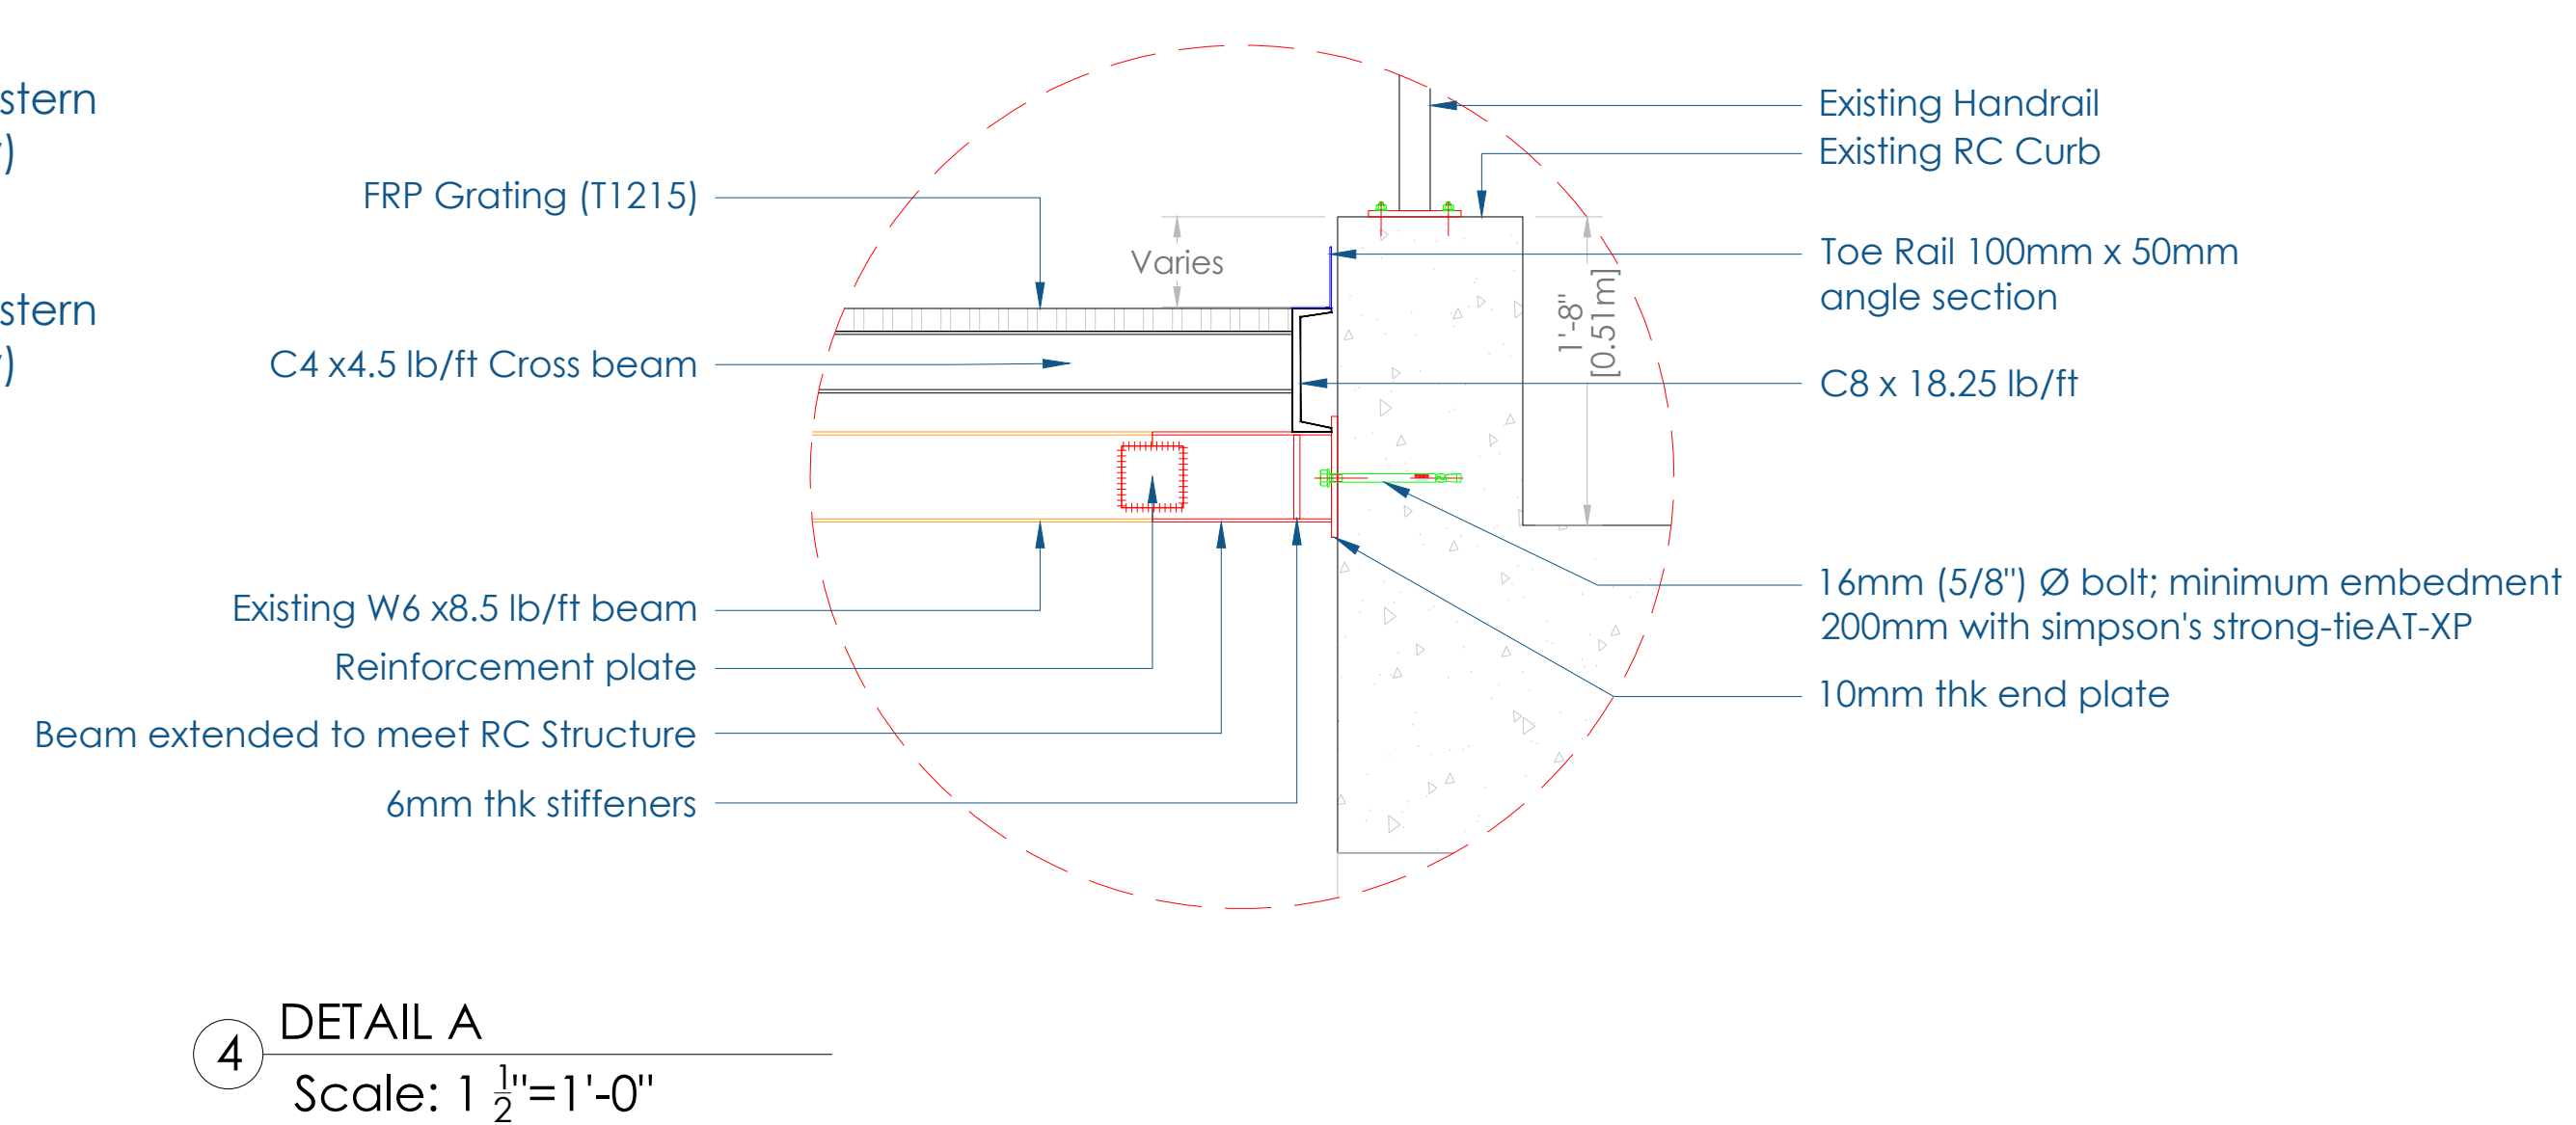 stern
y)
stern
y)
FRP Grating (T1215)
C4 x4.5 lb/ft Cross beam
Existing W6 x8.5 lb/ft beam
Reinforcement plate
Beam extended to meet RC Structure
6mm thk stiffeners
Varies
1'-8"
[0.51m]
Existing Handrail
Existing RC Curb
Toe Rail 100mm x 50mm
angle section
C8 x 18.25 lb/ft
16mm (5/8") Ø bolt; minimum embedment
200mm with simpson's strong-tieAT-XP
10mm thk end plate
4
DETAIL A
Scale: 1 1/2"=1'-0"